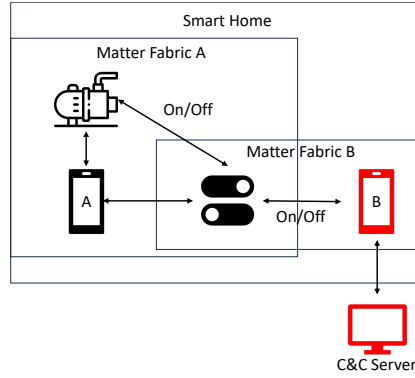 Smart Home
Matter Fabric A
On/Off
Matter Fabric B
A
B
On/Off
C&C Server